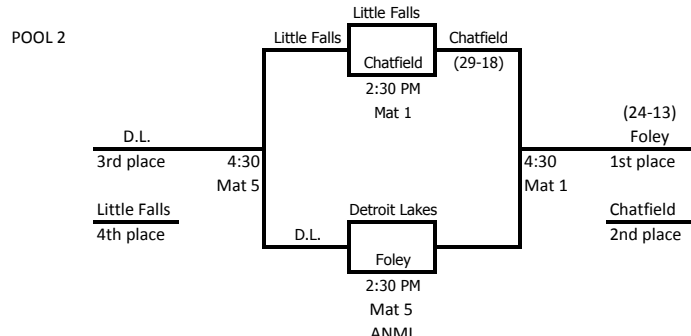 POOL 2
Little Falls
Little Falls
Chatfield
Chatfield
(29-18)
2:30 PM
Mat 1
(24-13)
D.L.
Foley
3rd place
4:30
4:30
1st place
Mat 5
Mat 1
Little Falls
Detroit Lakes
Chatfield
4th place
D.L.
2nd place
Foley
2:30 PM
Mat 5
ANML